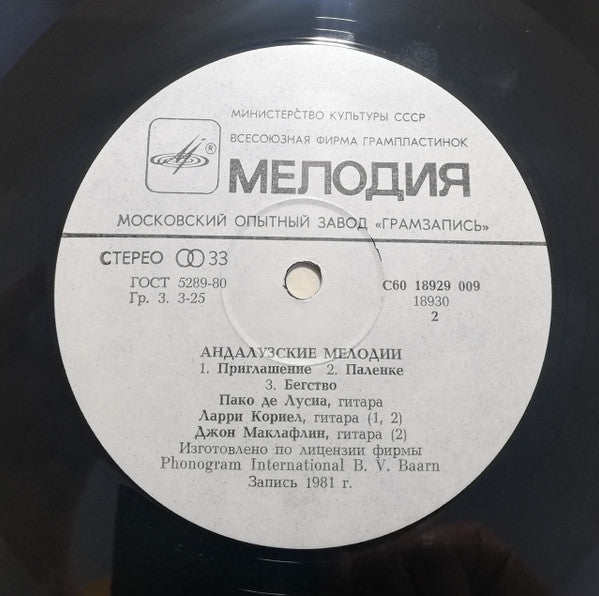 МИНИСТЕРСТВО КУЛЬТУРЫ СССР
ВСЕСОЮЗНАЯ ФИРМА ГРАМПЛАСТИНОК
®
МЕЛОДИЯ
МОСКОВСКИЙ ОПЫТНЫЙ ЗАВОД «ГРАМЗАПИСЬ»
СТЕРЕО 33
ГОСТ 5289-80
Гр. 3. 3-25
С60 18929 009
18930
2
АНДАЛУЗСКИЕ МЕЛОДИИ
1. Приглашение 2. Паленке
3. Бегство
Пако де Лусиа, гитара
Ларри Кориел, гитара (1, 2)
Джон Маклафлин, гитара (2)
Изготовлено по лицензии фирмы
Phonogram International B. V. Baarn
Запись 1981 г.